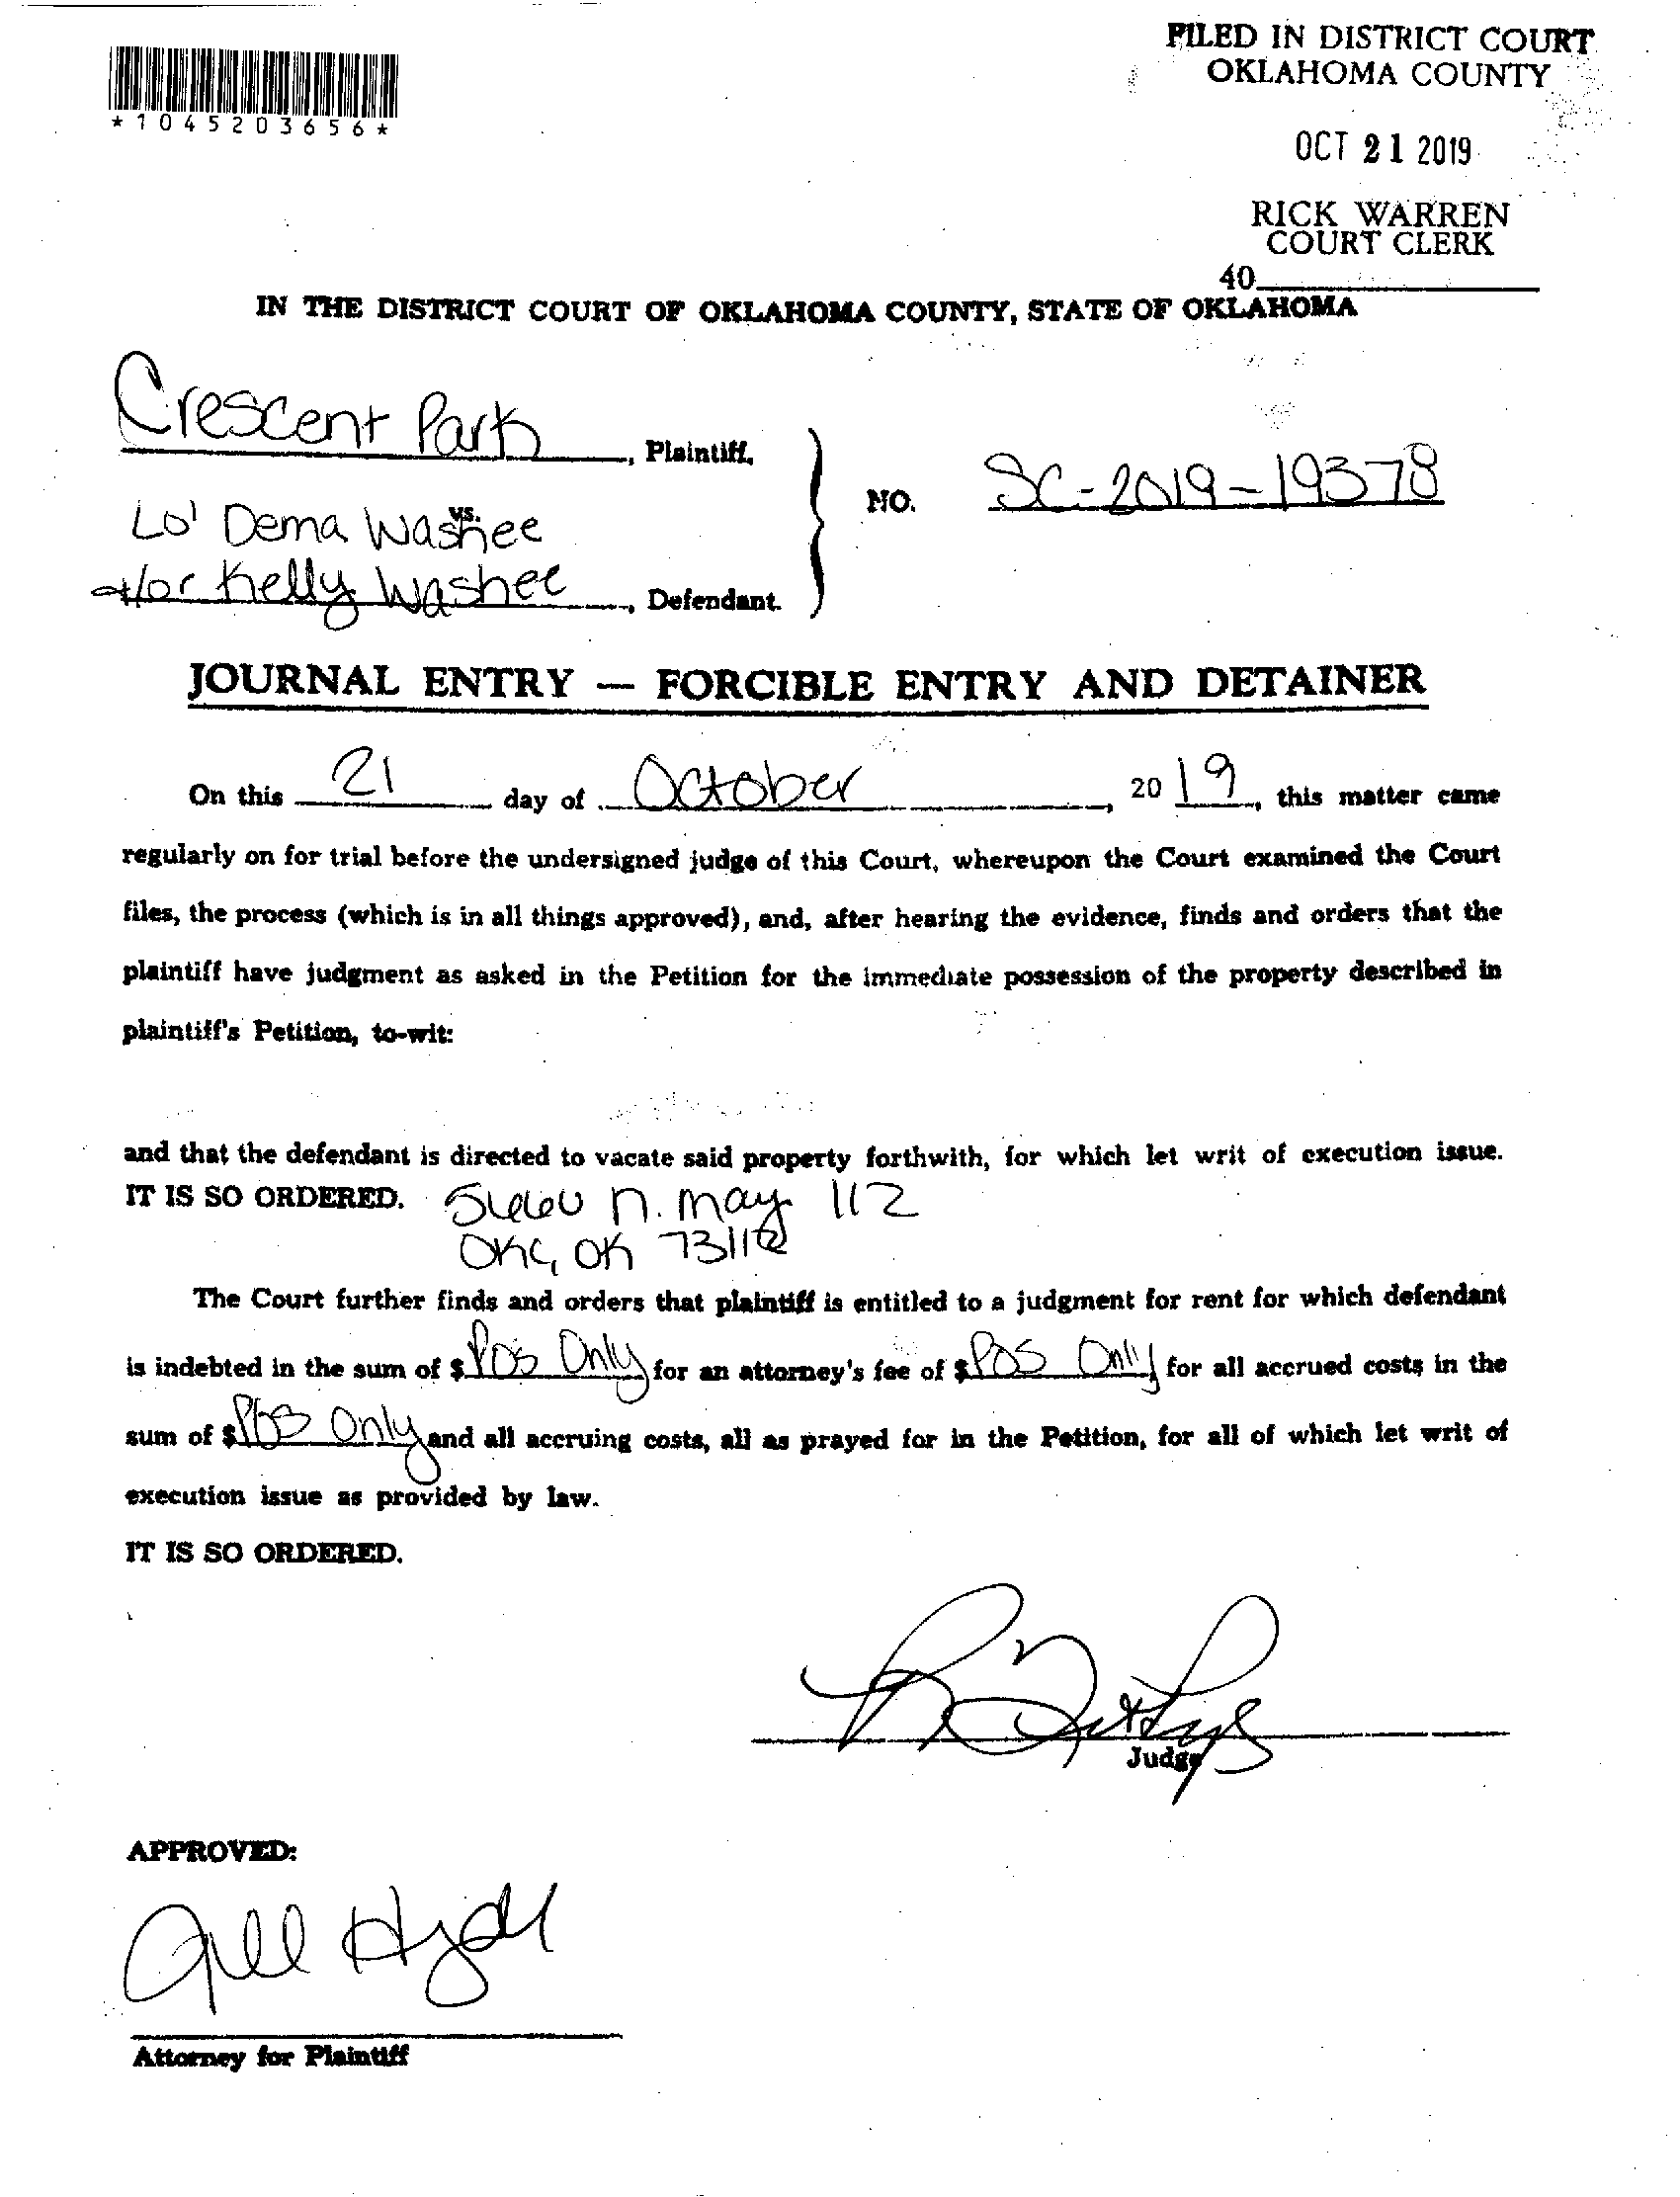 FILED IN DISTRICT COURT
OKLAHOMA COUNTY
*1045203656*
OCT 21 2019
RICK WARREN
COURT CLERK
40
IN THE DISTRICT COURT OF OKLAHOMA COUNTY, STATE OF OKLAHOMA
Crescent Park, Plaintiff,
vs.
Lo' Dema Washee
+/or Kelly Washee, Defendant.
NO. SC-2019-19378
JOURNAL ENTRY — FORCIBLE ENTRY AND DETAINER
On this 21 day of October, 2019, this matter came
regularly on for trial before the undersigned judge of this Court, whereupon the Court examined the Court
files, the process (which is in all things approved), and, after hearing the evidence, finds and orders that the
plaintiff have judgment as asked in the Petition for the immediate possession of the property described in
plaintiff's Petition, to-wit:
and that the defendant is directed to vacate said property forthwith, for which let writ of execution issue.
IT IS SO ORDERED. n. may 112
OKC, OK
The Court further finds and orders that plaintiff is entitled to a judgment for rent for which defendant
is indebted in the sum of $ Pos Only for an attorney's fee of $ Pos Only for all accrued costs in the
sum of $ Pos Only and all accruing costs, all as prayed for in the Petition, for all of which let writ of
execution issue as provided by law.
IT IS SO ORDERED.
Judge
APPROVED:
Attorney for Plaintiff